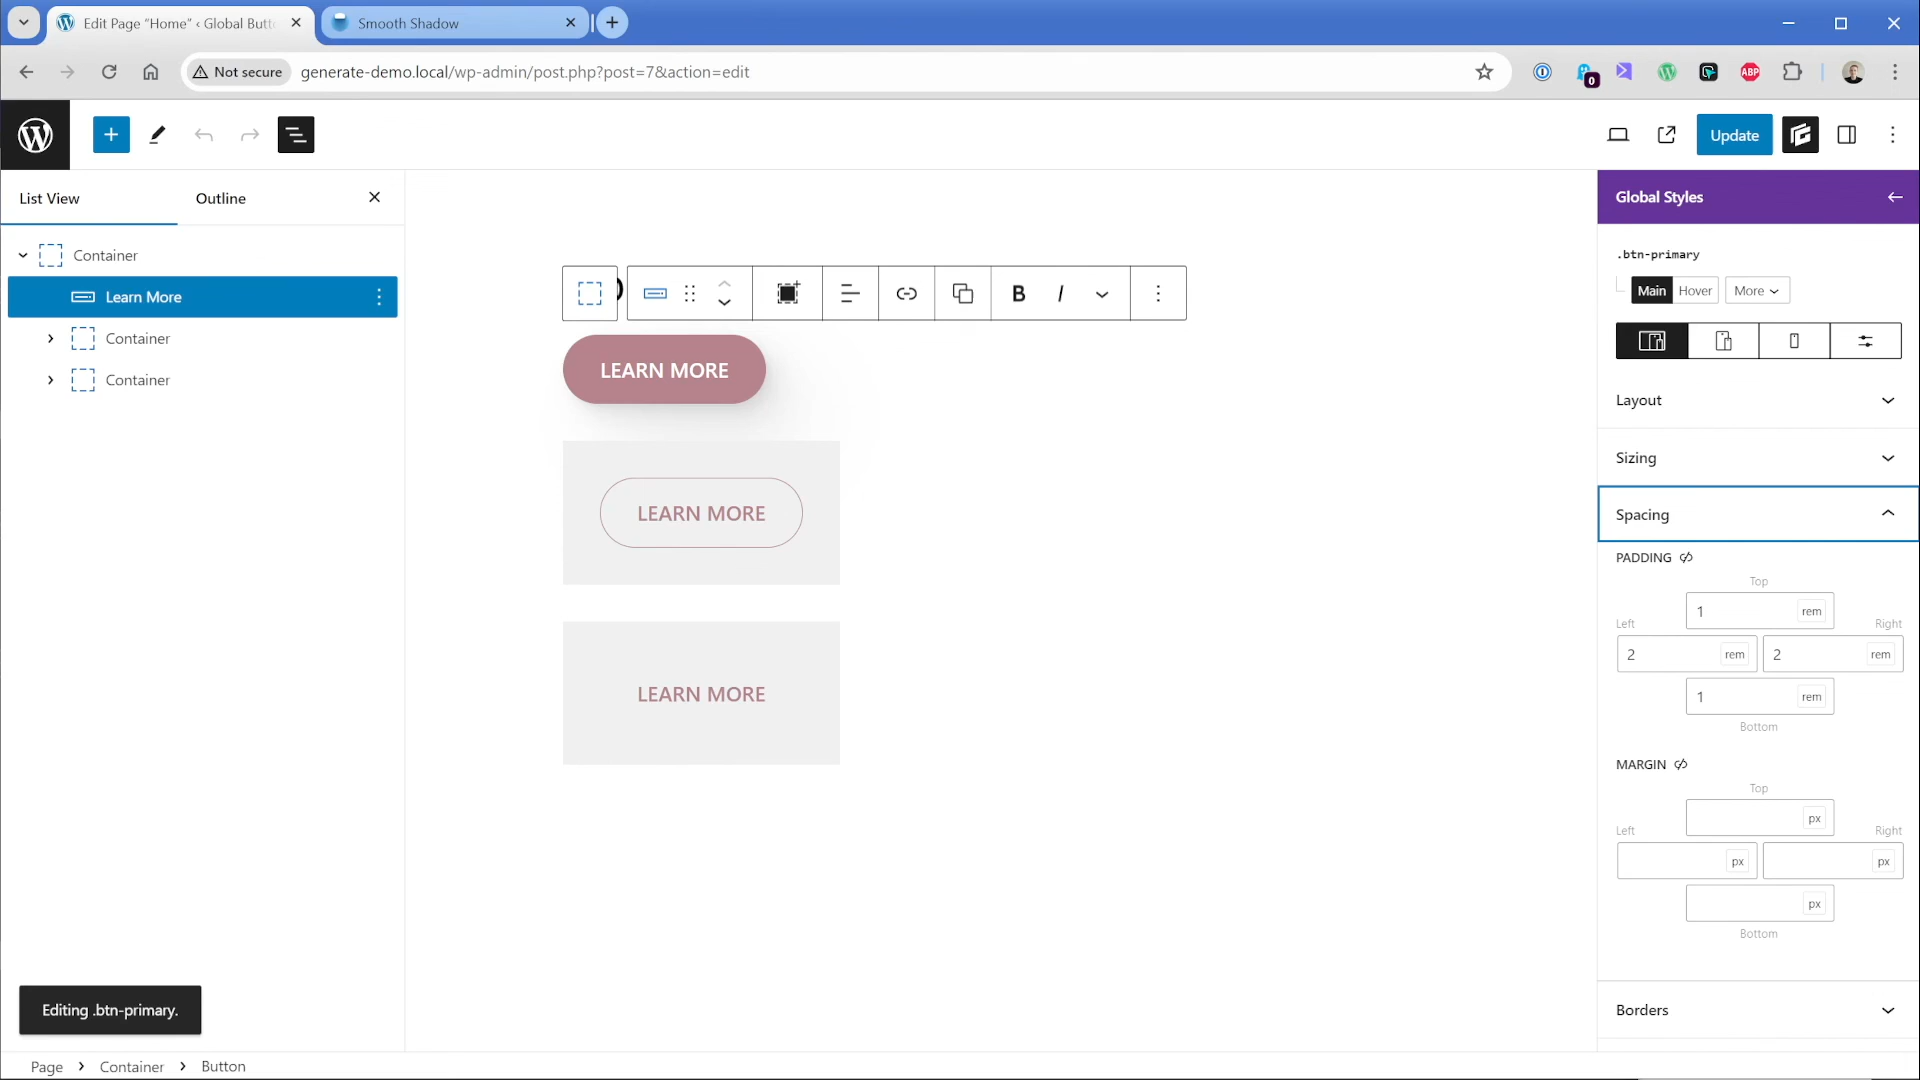 Edit Page “Home” ‹ Global Butt
Smooth Shadow
Not secure
generate-demo.local/wp-admin/post.php?post=7&action=edit
0
ABP
Update
List View
Outline
Global Styles
Container
.btn-primary
Learn More
Main
Hover
More
Container
LEARN MORE
Container
Layout
Sizing
LEARN MORE
Spacing
PADDING
Top
1 rem
Left
Right
2 rem
2 rem
LEARN MORE
1 rem
Bottom
MARGIN
Top
px
Left
Right
px
px
px
Bottom
Editing .btn-primary.
Borders
Page
Container
Button
B
I